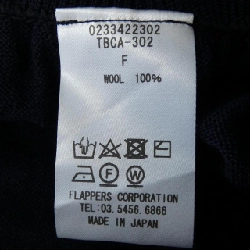 0233422302
TBCA-302
F
WOOL 100%
FLAPPERS CORPORATION
TEL:03.5456.6866
MADE IN JAPAN